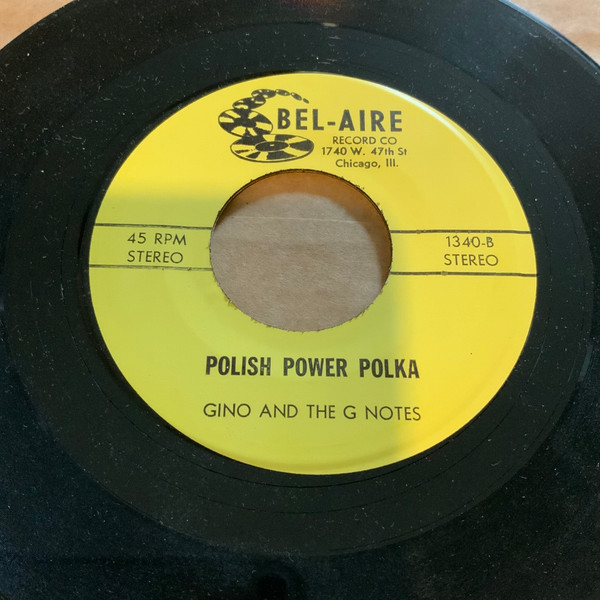 BEL-AIRE
RECORD CO
1740 W. 47th St
Chicago, Ill.
45 RPM
STEREO
1340-B
STEREO
POLISH POWER POLKA
GINO AND THE G NOTES